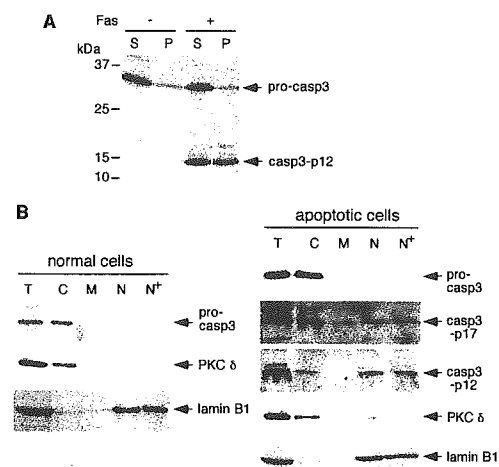 A
Fas - +
S P S P
kDa
37
25
15
10
pro-casp3
casp3-p12
B
normal cells
T C M N N+
pro-
casp3
PKC δ
lamin B1
apoptotic cells
T C M N N+
pro-
casp3
casp3
-p17
casp3
-p12
PKC δ
lamin B1